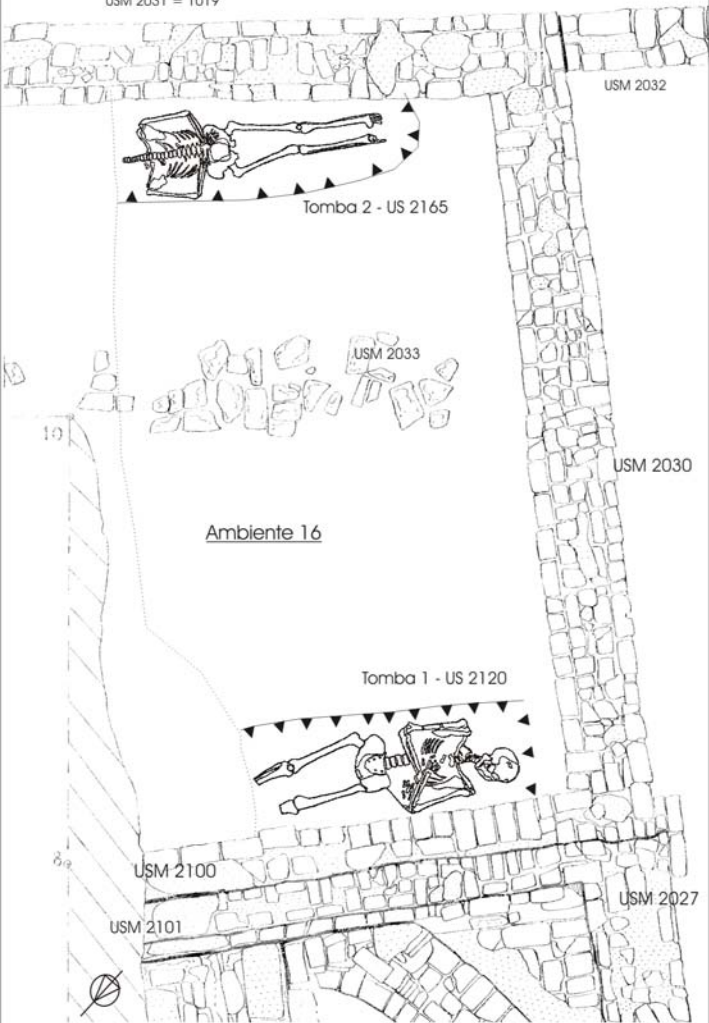 USM 2031 = 1019
USM 2032
Tomba 2 - US 2165
USM 2033
10
USM 2030
Ambiente 16
Tomba 1 - US 2120
USM 2100
USM 2027
USM 2101